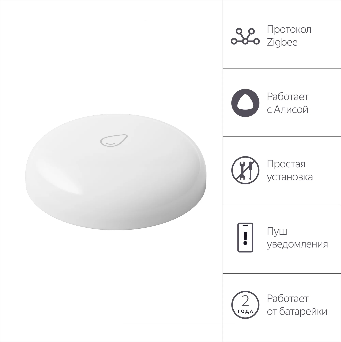 Протокол
Zigbee
Работает
с Алисой
Простая
установка
Пуш
уведомления
2
ГОДА
Работает
от батарейки